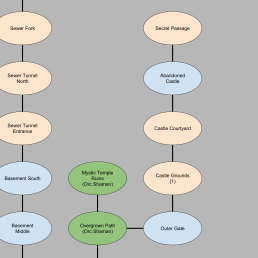 Sewer Fork
Secret Passage
Sewer Tunnel
North
Abandoned
Castle
Sewer Tunnel
Entrance
Castle Courtyard
Basement South
Mystic Temple
Ruins
(Orc Shaman)
Castle Grounds
(1)
Basement
Middle
Overgrown Path
(Orc Shaman)
Outer Gate